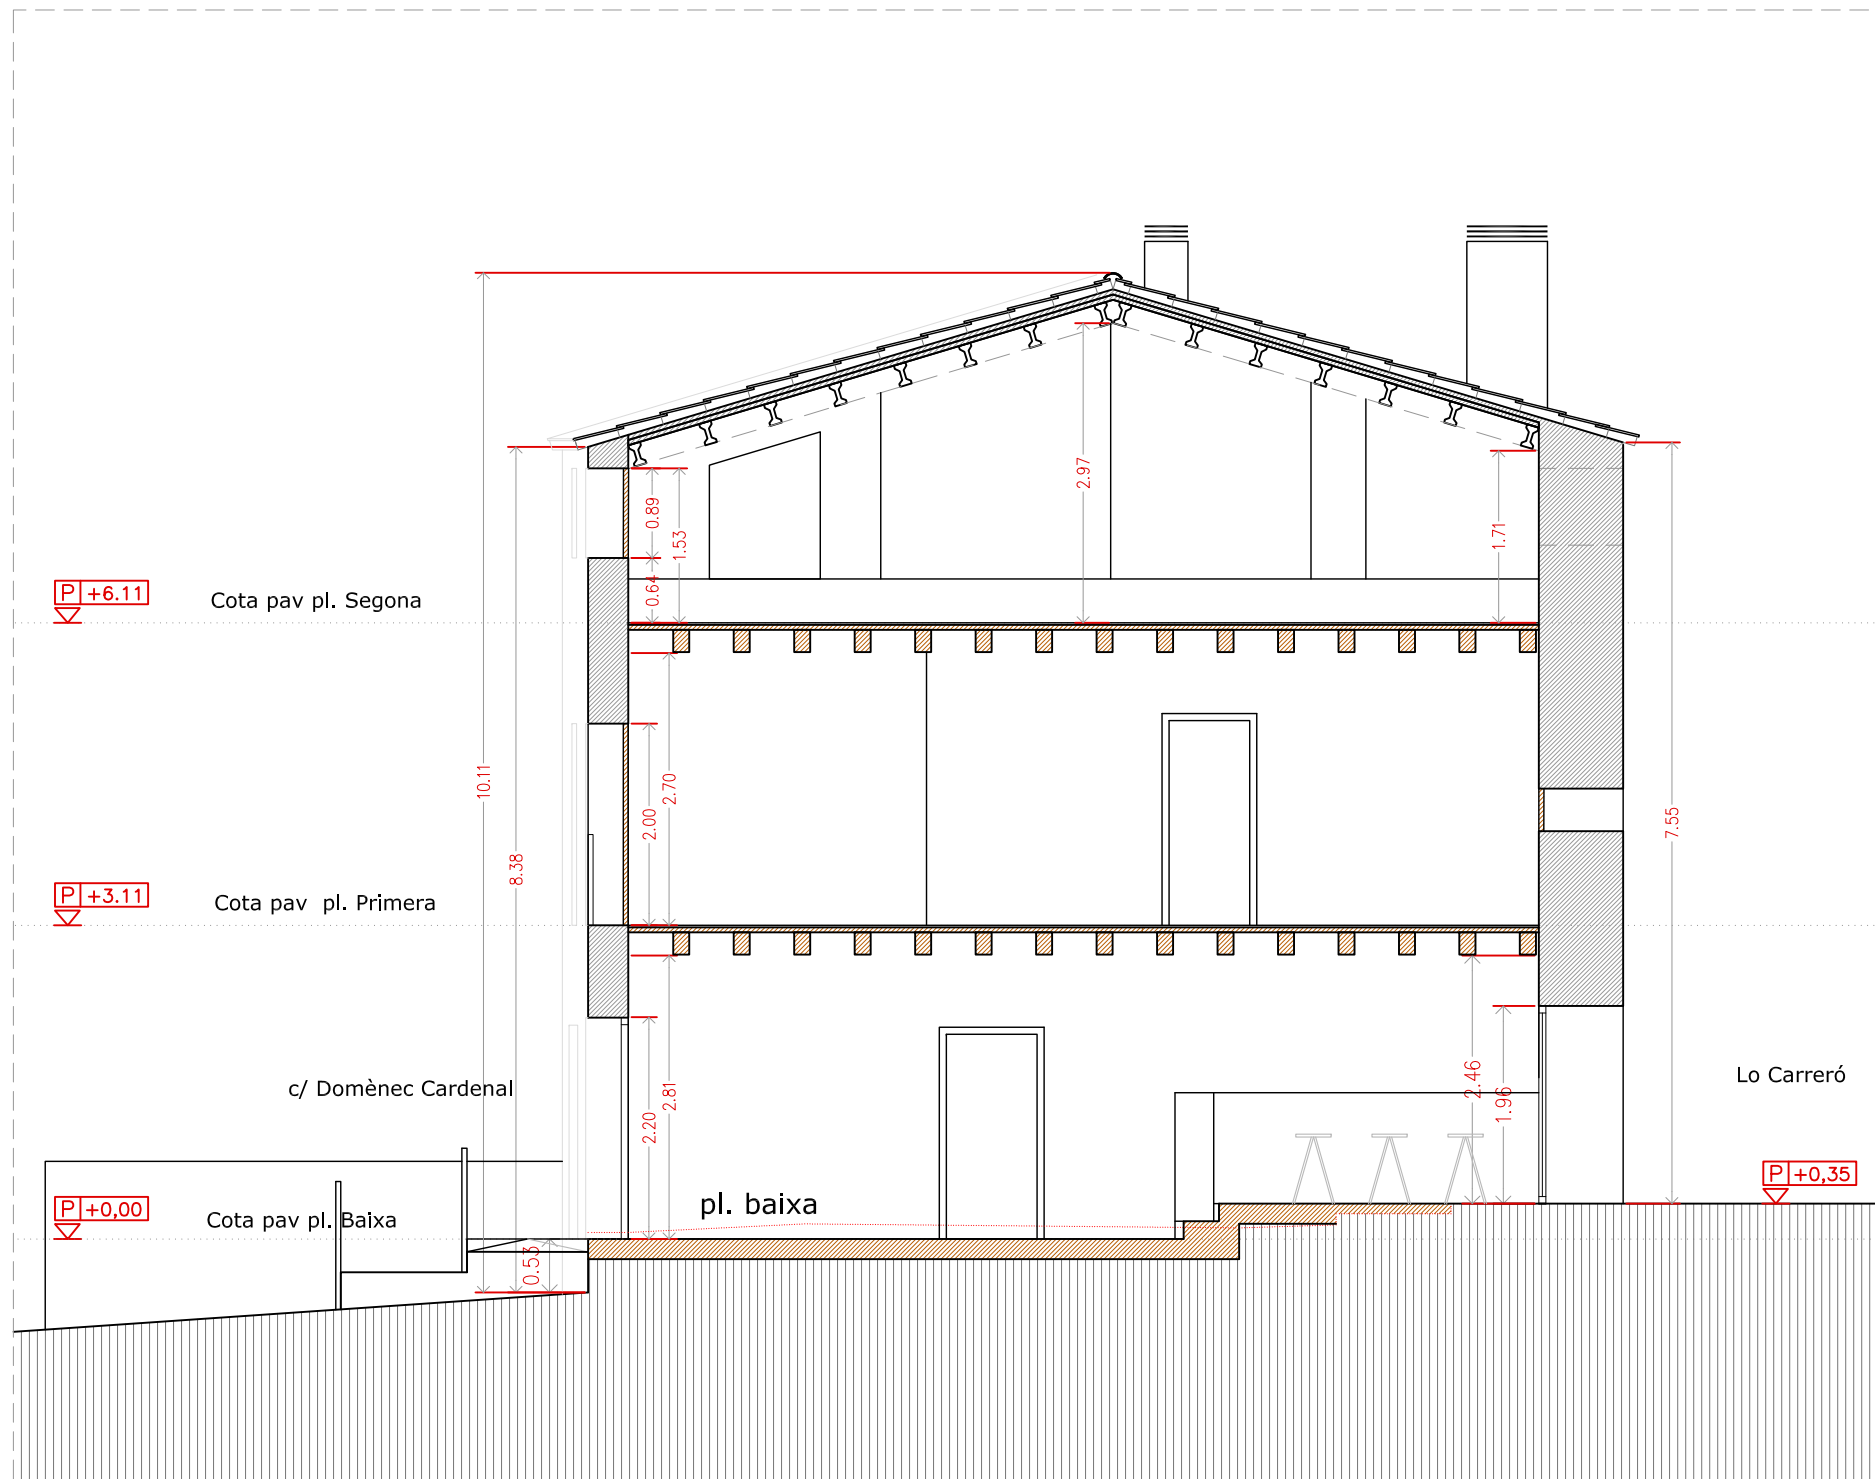 2.97
0.89
1.53
1.71
P +6.11
Cota pav pl. Segona
0.64
10.11
2.70
2.00
7.55
8.38
P +3.11
Cota pav pl. Primera
c/ Domènec Cardenal
Lo Carreró
2.46
2.81
1.96
2.20
P +0,35
P +0,00
Cota pav pl. Baixa
pl. baixa
0.53